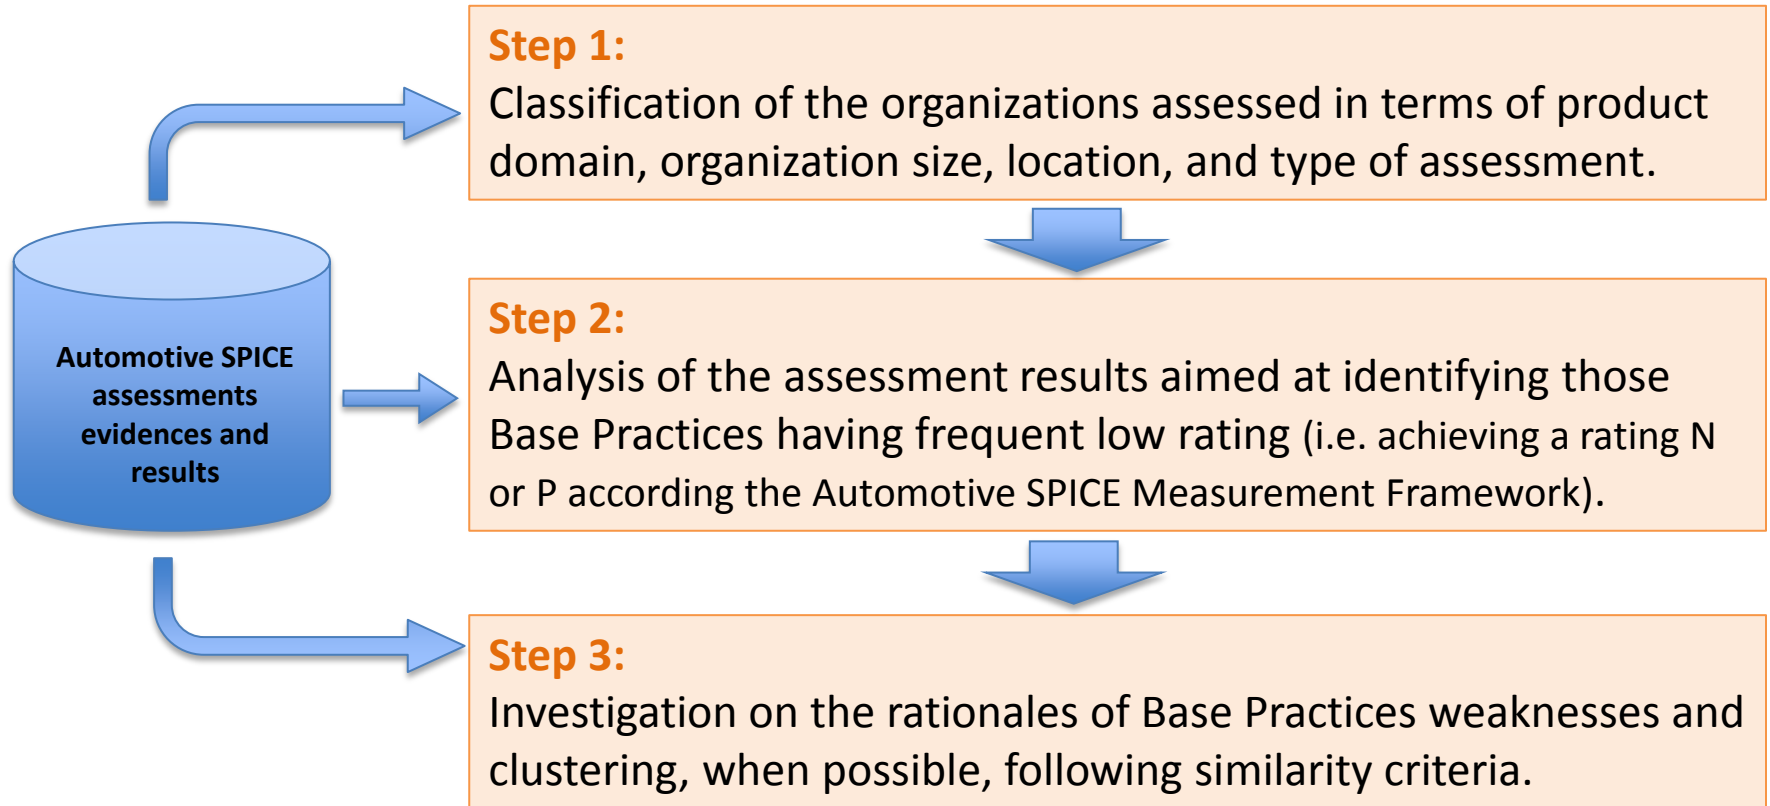 Step 1:
Classification of the organizations assessed in terms of product
domain, organization size, location, and type of assessment.
Automotive SPICE
assessments
evidences and
results
Step 2:
Analysis of the assessment results aimed at identifying those
Base Practices having frequent low rating (i.e. achieving a rating N
or P according the Automotive SPICE Measurement Framework).
Step 3:
Investigation on the rationales of Base Practices weaknesses and
clustering, when possible, following similarity criteria.